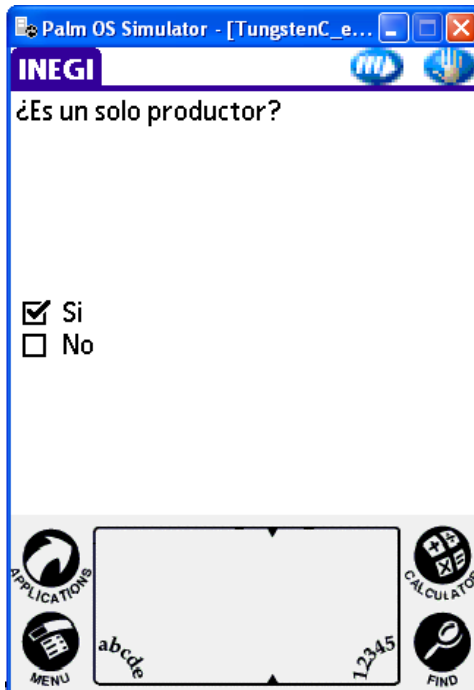 Palm OS Simulator - [TungstenC_e...
INEGI
¿Es un solo productor?
Si
No
APPLICATIONS
CALCULATOR
abcde
12345
MENU
FIND